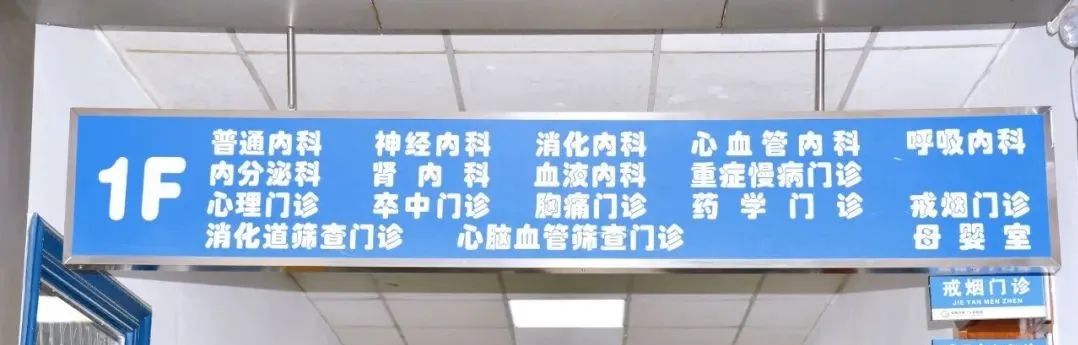 1F
普通内科 神经内科 消化内科 心血管内科 呼吸内科
内分泌科 肾内科 血液内科 重症慢病门诊
心理门诊 卒中门诊 胸痛门诊 药学门诊 戒烟门诊
消化道筛查门诊 心脑血管筛查门诊 母婴室
戒烟门诊
JIE YAN MEN ZHEN